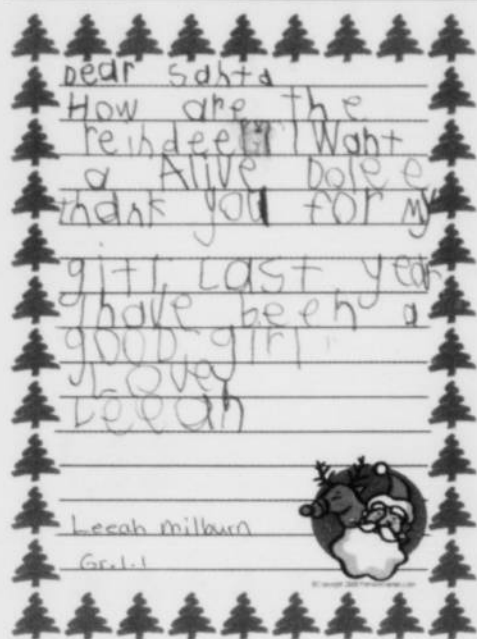 Dear Santa
How are the
reindeer I Want
a Alive Dolee
thank you for my
gift Last year
I have been a
good girl
Love
Leeah
Leeah milburn
Gr.1.1